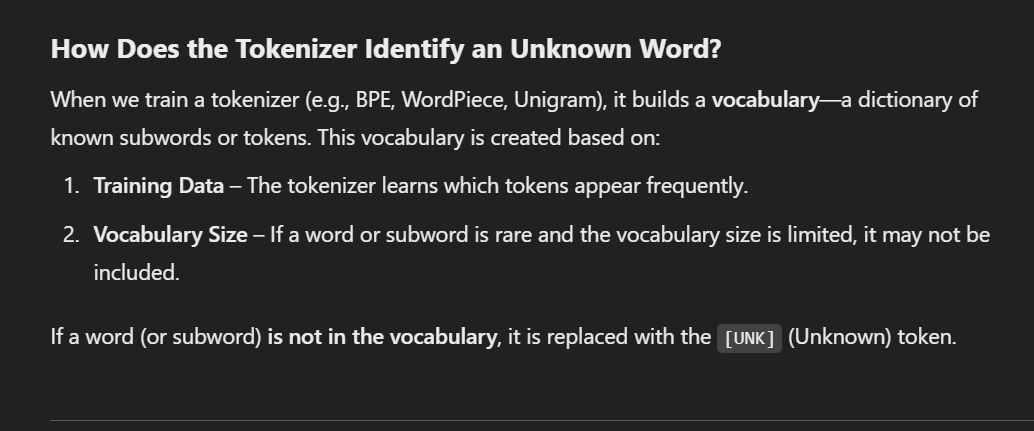 How Does the Tokenizer Identify an Unknown Word?
When we train a tokenizer (e.g., BPE, WordPiece, Unigram), it builds a vocabulary—a dictionary of
known subwords or tokens. This vocabulary is created based on:
1. Training Data – The tokenizer learns which tokens appear frequently.
2. Vocabulary Size – If a word or subword is rare and the vocabulary size is limited, it may not be
included.
If a word (or subword) is not in the vocabulary, it is replaced with the [UNK] (Unknown) token.